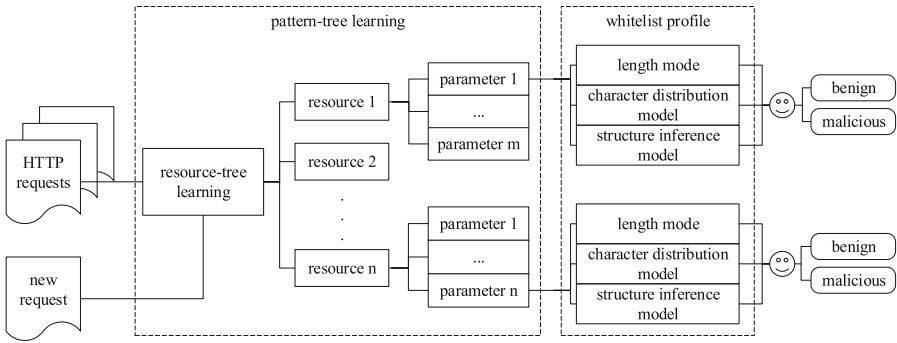 pattern-tree learning
whitelist profile
HTTP
requests
new
request
resource-tree
learning
resource 1
resource 2
.
.
.
resource n
parameter 1
...
parameter m
parameter 1
...
parameter n
length mode
character distribution
model
structure inference
model
benign
malicious
length mode
character distribution
model
structure inference
model
benign
malicious